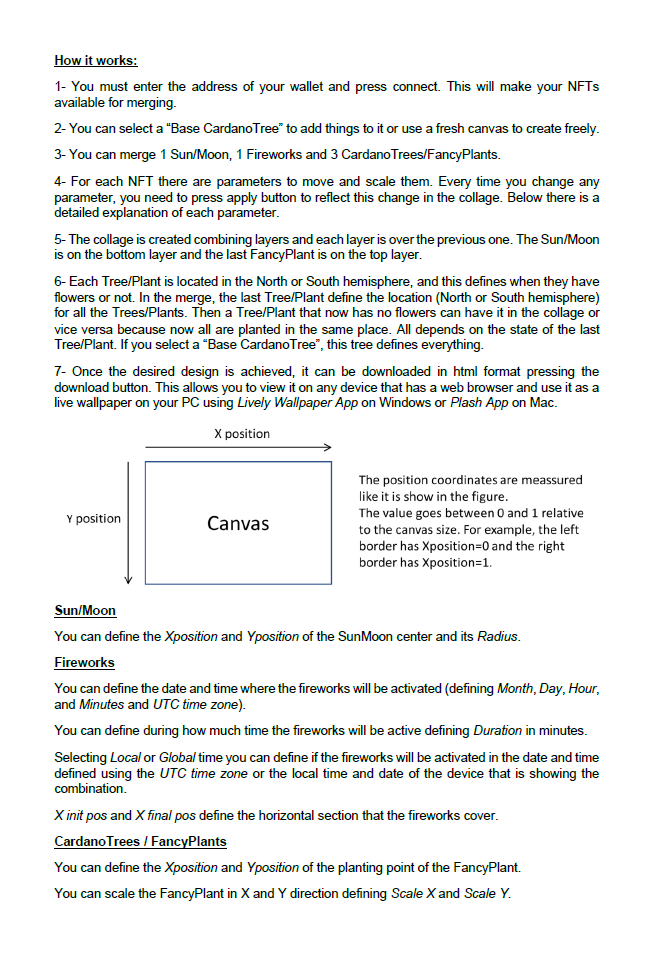 How it works:
1- You must enter the address of your wallet and press connect. This will make your NFTs
available for merging.
2- You can select a “Base CardanoTree” to add things to it or use a fresh canvas to create freely.
3- You can merge 1 Sun/Moon, 1 Fireworks and 3 CardanoTrees/FancyPlants.
4- For each NFT there are parameters to move and scale them. Every time you change any
parameter, you need to press apply button to reflect this change in the collage. Below there is a
detailed explanation of each parameter.
5- The collage is created combining layers and each layer is over the previous one. The Sun/Moon
is on the bottom layer and the last FancyPlant is on the top layer.
6- Each Tree/Plant is located in the North or South hemisphere, and this defines when they have
flowers or not. In the merge, the last Tree/Plant define the location (North or South hemisphere)
for all the Trees/Plants. Then a Tree/Plant that now has no flowers can have it in the collage or
vice versa because now all are planted in the same place. All depends on the state of the last
Tree/Plant. If you select a “Base CardanoTree”, this tree defines everything.
7- Once the desired design is achieved, it can be downloaded in html format pressing the
download button. This allows you to view it on any device that has a web browser and use it as a
live wallpaper on your PC using Lively Wallpaper App on Windows or Plash App on Mac.
X position
Y position
Canvas
The position coordinates are meassured
like it is show in the figure.
The value goes between 0 and 1 relative
to the canvas size. For example, the left
border has Xposition=0 and the right
border has Xposition=1.
Sun/Moon
You can define the Xposition and Yposition of the SunMoon center and its Radius.
Fireworks
You can define the date and time where the fireworks will be activated (defining Month, Day, Hour,
and Minutes and UTC time zone).
You can define during how much time the fireworks will be active defining Duration in minutes.
Selecting Local or Global time you can define if the fireworks will be activated in the date and time
defined using the UTC time zone or the local time and date of the device that is showing the
combination.
X init pos and X final pos define the horizontal section that the fireworks cover.
CardanoTrees / FancyPlants
You can define the Xposition and Yposition of the planting point of the FancyPlant.
You can scale the FancyPlant in X and Y direction defining Scale X and Scale Y.